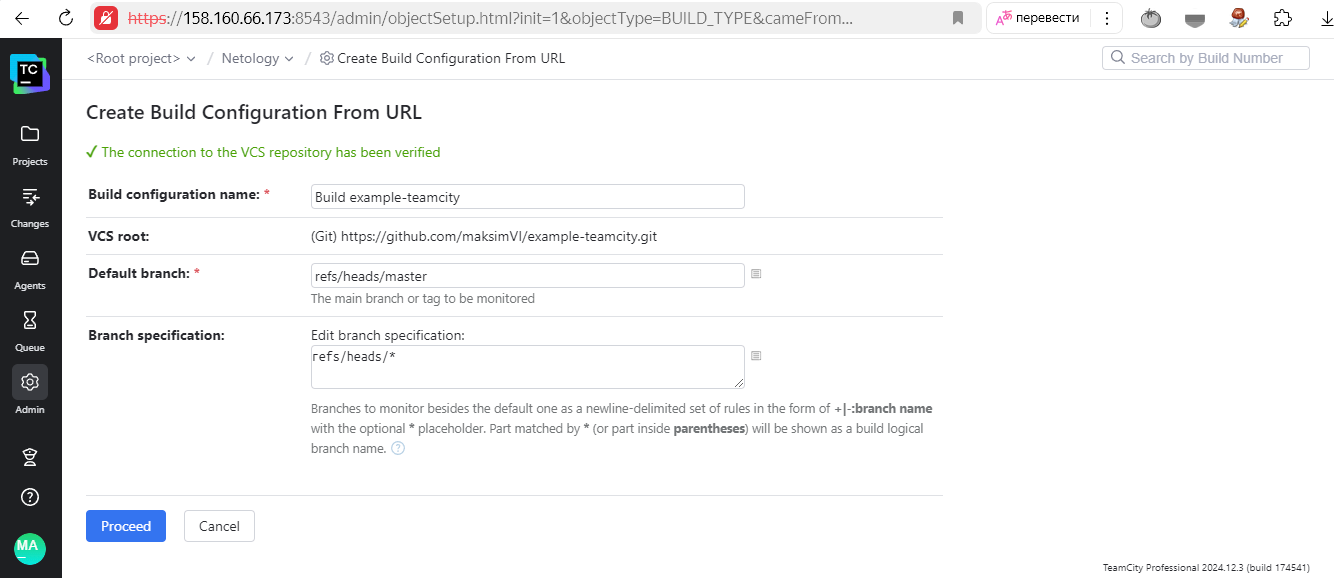 https://158.160.66.173:8543/admin/objectSetup.html?init=1&objectType=BUILD_TYPE&cameFrom...
перевести
TC
<Root project> / Netology / Create Build Configuration From URL
Search by Build Number
Create Build Configuration From URL
The connection to the VCS repository has been verified
Build configuration name: * Build example-teamcity
VCS root: (Git) https://github.com/maksimVI/example-teamcity.git
Default branch: * refs/heads/master
The main branch or tag to be monitored
Branch specification: Edit branch specification:
refs/heads/*
Branches to monitor besides the default one as a newline-delimited set of rules in the form of +|-:branch name
with the optional * placeholder. Part matched by * (or part inside parentheses) will be shown as a build logical
branch name. ?
Proceed Cancel
Projects
Changes
Agents
Queue
Admin
?
MA
TeamCity Professional 2024.12.3 (build 174541)